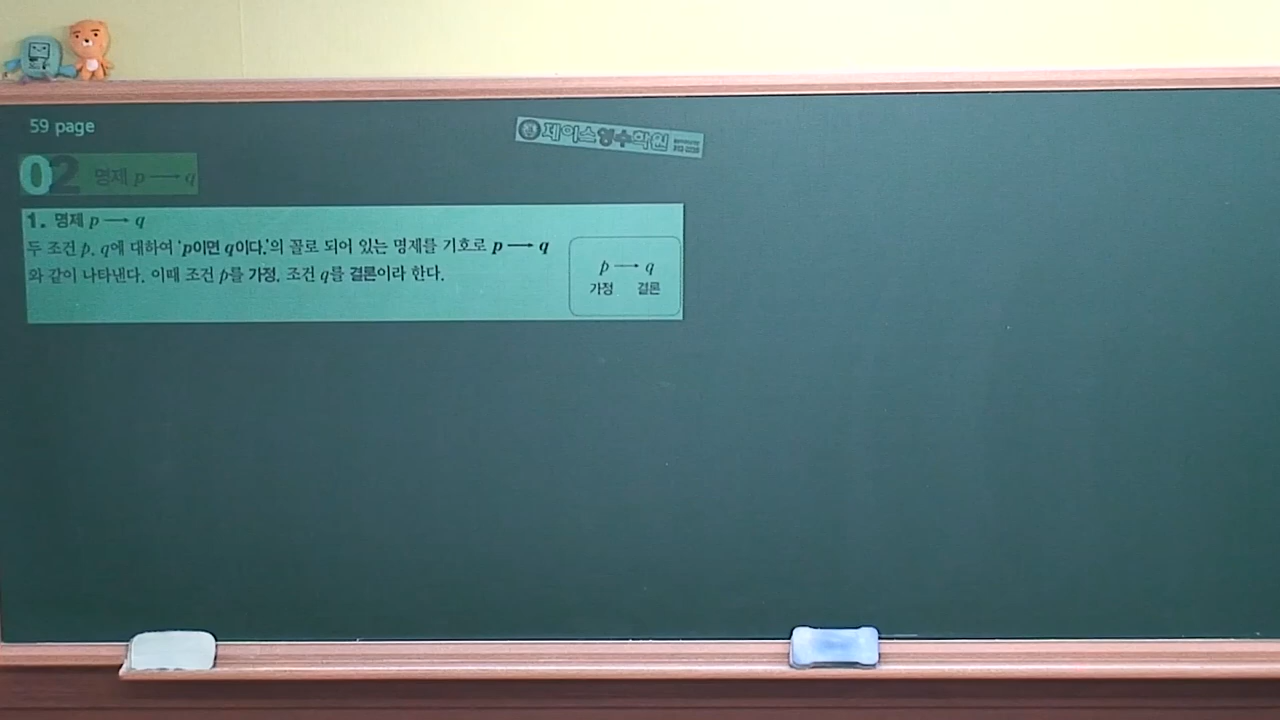 59 page
제이스영수학원
02 명제 p → q
1. 명제 p → q
두 조건 p, q에 대하여 ‘p이면 q이다.’의 꼴로 되어 있는 명제를 기호로 p → q
와 같이 나타낸다. 이때 조건 p를 가정, 조건 q를 결론이라 한다.
p → q
가정 결론